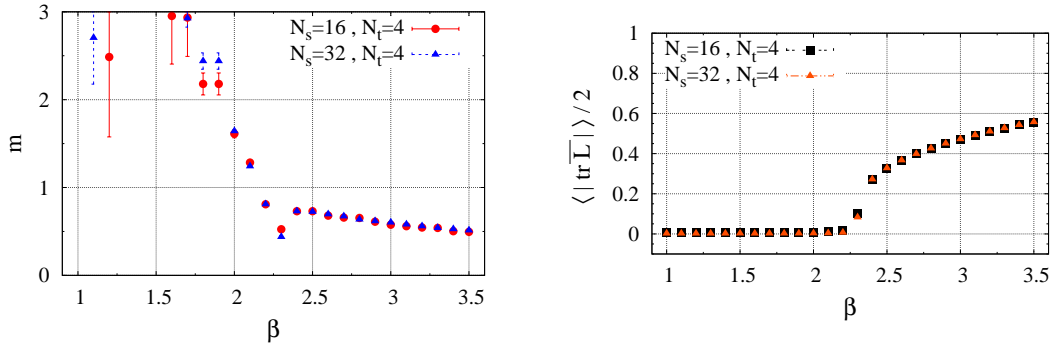 3
2
1
0
1
1.5
2
2.5
3
3.5
m
β
N_s=16 , N_t=4
N_s=32 , N_t=4
1
0.8
0.6
0.4
0.2
0
1
1.5
2
2.5
3
3.5
⟨ | tr L̅ | ⟩ / 2
β
N_s=16 , N_t=4
N_s=32 , N_t=4